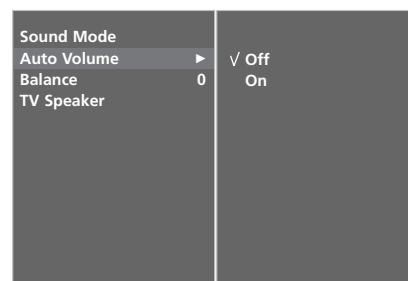 Sound Mode
Auto Volume ►
Balance 0
TV Speaker
√ Off
On